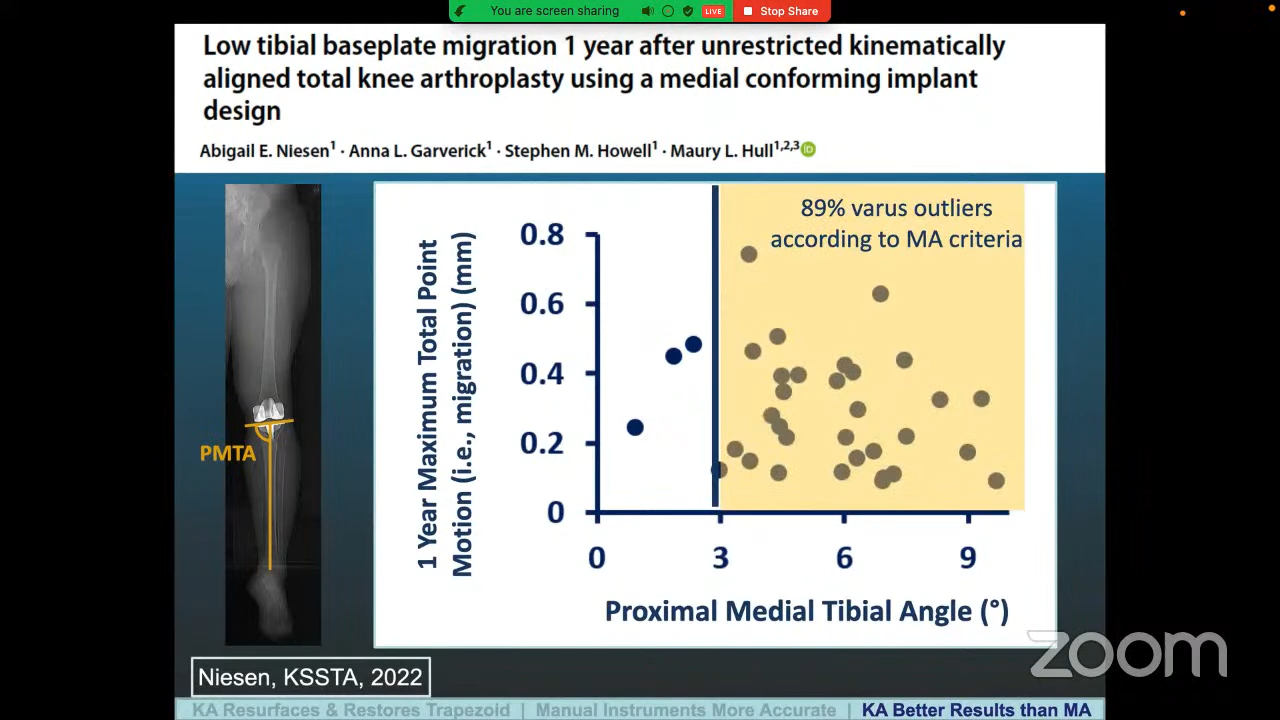 You are screen sharing
LIVE
Stop Share
Low tibial baseplate migration 1 year after unrestricted kinematically
aligned total knee arthroplasty using a medial conforming implant
design
Abigail E. Niesen1 · Anna L. Garverick1 · Stephen M. Howell1 · Maury L. Hull1,2,3
PMTA
1 Year Maximum Total Point
Motion (i.e., migration) (mm)
89% varus outliers
according to MA criteria
0.8
0.6
0.4
0.2
0
0 3 6 9
Proximal Medial Tibial Angle (°)
Niesen, KSSTA, 2022
zoom
KA Resurfaces & Restores Trapezoid | Manual Instruments More Accurate | KA Better Results than MA